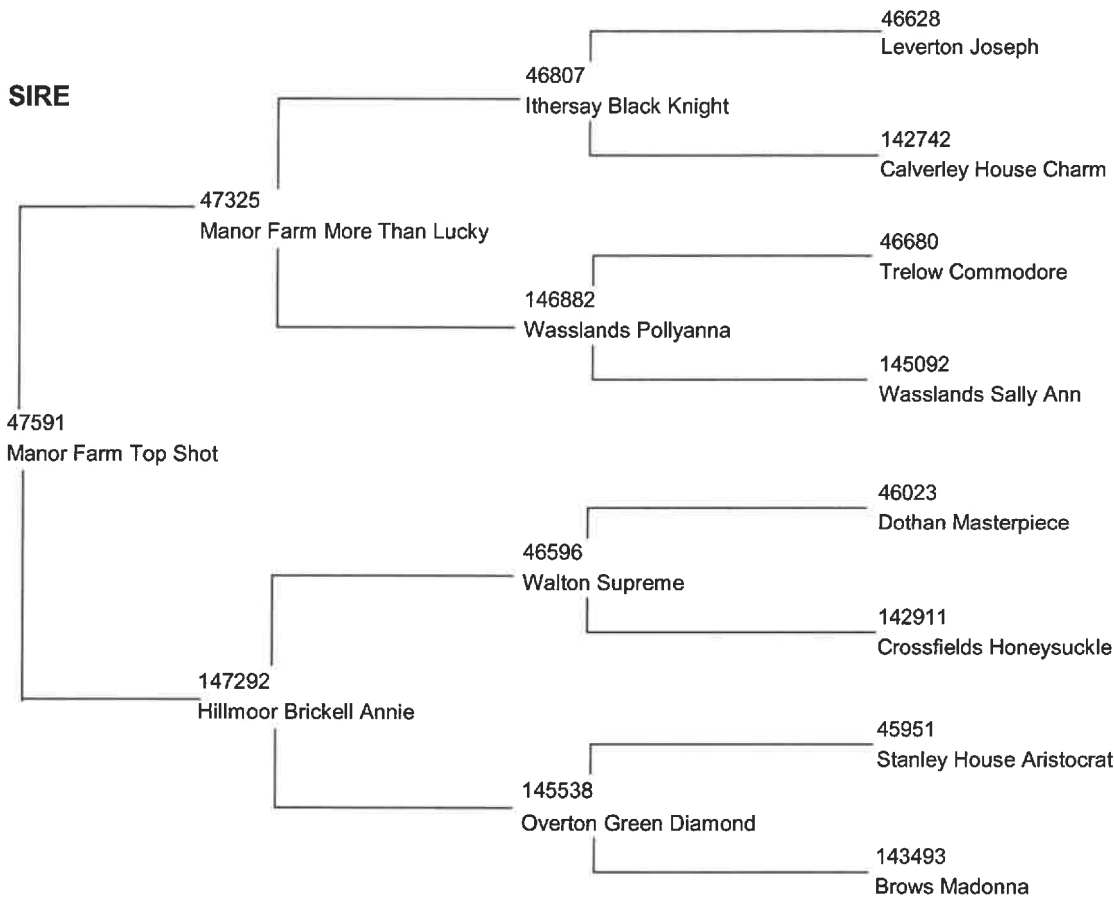 46628
Leverton Joseph
46807
SIRE
Ithersay Black Knight
142742
Calverley House Charm
47325
Manor Farm More Than Lucky
46680
Trelow Commodore
146882
Wasslands Pollyanna
145092
Wasslands Sally Ann
47591
Manor Farm Top Shot
46023
Dothan Masterpiece
46596
Walton Supreme
142911
Crossfields Honeysuckle
147292
Hillmoor Brickell Annie
45951
Stanley House Aristocrat
145538
Overton Green Diamond
143493
Brows Madonna